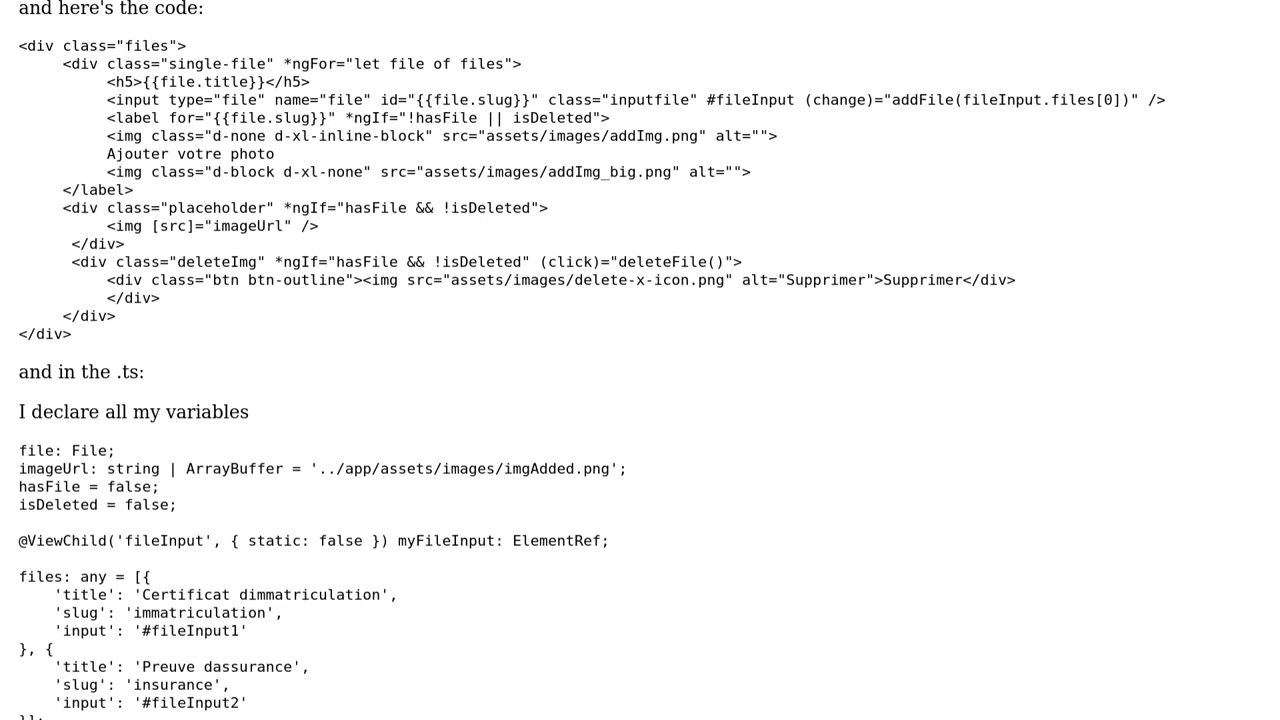 and here's the code:
<div class="files">
<div class="single-file" *ngFor="let file of files">
<h5>{{file.title}}</h5>
<input type="file" name="file" id="{{file.slug}}" class="inputfile" #fileInput (change)="addFile(fileInput.files[0])" />
<label for="{{file.slug}}" *ngIf="!hasFile || isDeleted">
<img class="d-none d-xl-inline-block" src="assets/images/addImg.png" alt="">
Ajouter votre photo
<img class="d-block d-xl-none" src="assets/images/addImg_big.png" alt="">
</label>
<div class="placeholder" *ngIf="hasFile && !isDeleted">
<img [src]="imageUrl" />
</div>
<div class="deleteImg" *ngIf="hasFile && !isDeleted" (click)="deleteFile()">
<div class="btn btn-outline"><img src="assets/images/delete-x-icon.png" alt="Supprimer">Supprimer</div>
</div>
</div>
</div>
and in the .ts:
I declare all my variables
file: File;
imageUrl: string | ArrayBuffer = '../app/assets/images/imgAdded.png';
hasFile = false;
isDeleted = false;
@ViewChild('fileInput', { static: false }) myFileInput: ElementRef;
files: any = [{
'title': 'Certificat dimmatriculation',
'slug': 'immatriculation',
'input': '#fileInput1'
}, {
'title': 'Preuve dassurance',
'slug': 'insurance',
'input': '#fileInput2'
}];